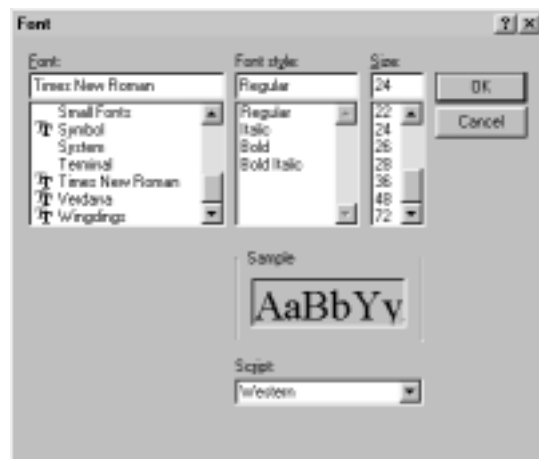 Font
Font: Font style: Size:
Times New Roman Regular 24 OK
Cancel
Small Fonts
Symbol
System
Terminal
Times New Roman
Verdana
Wingdings
Regular
Italic
Bold
Bold Italic
22
24
26
28
36
48
72
Sample
AaBbYy
Script:
Western